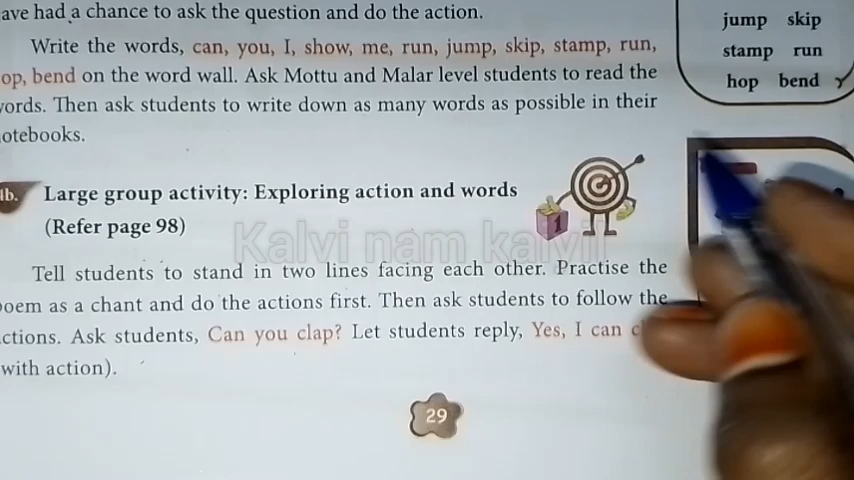 ave had a chance to ask the question and do the action.
Write the words, can, you, I, show, me, run, jump, skip, stamp, run,
op, bend on the word wall. Ask Mottu and Malar level students to read the
ords. Then ask students to write down as many words as possible in their
otebooks.
jump skip
stamp run
hop bend
4b. Large group activity: Exploring action and words
(Refer page 98)
1
Kalvi nam kalvi
Tell students to stand in two lines facing each other. Practise the
poem as a chant and do the actions first. Then ask students to follow the
ctions. Ask students, Can you clap? Let students reply, Yes, I can
with action).
29